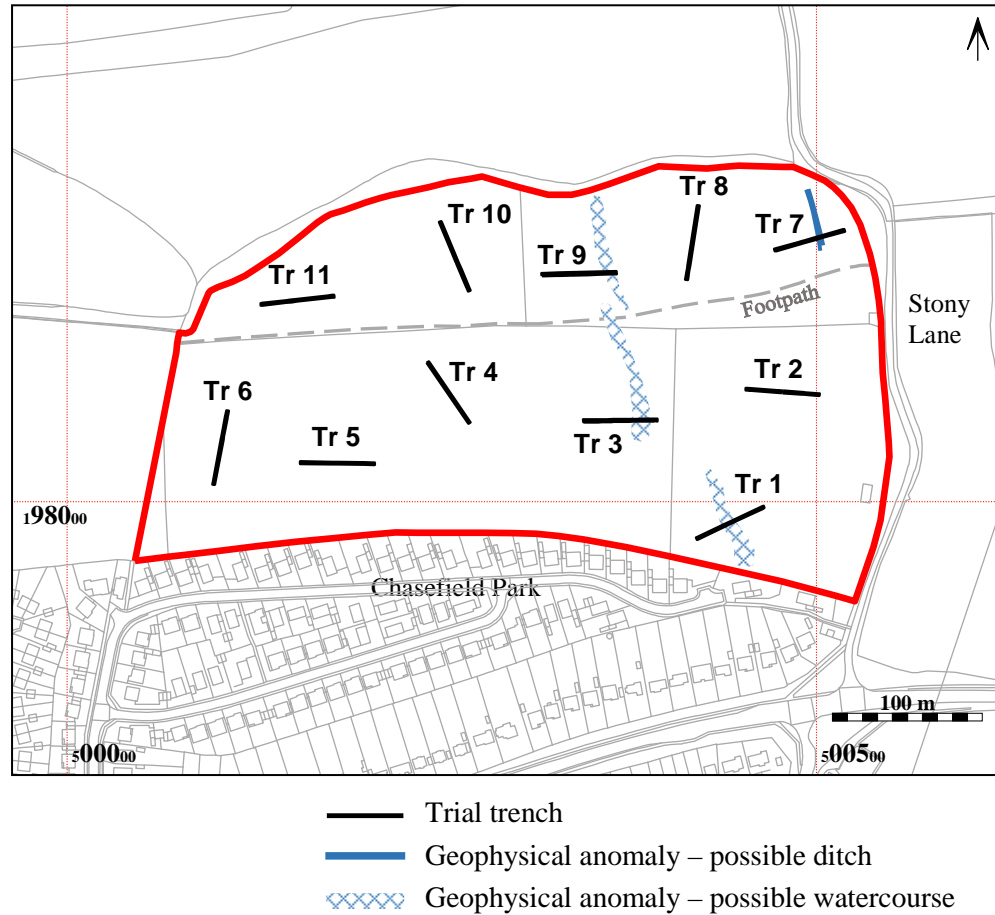 Tr 8
Tr 10
Tr 7
Tr 9
Tr 11
Footpath
Stony
Lane
Tr 4
Tr 2
Tr 6
Tr 5
Tr 3
Tr 1
198000
Chasefield Park
100 m
500000
500500
Trial trench
Geophysical anomaly – possible ditch
Geophysical anomaly – possible watercourse